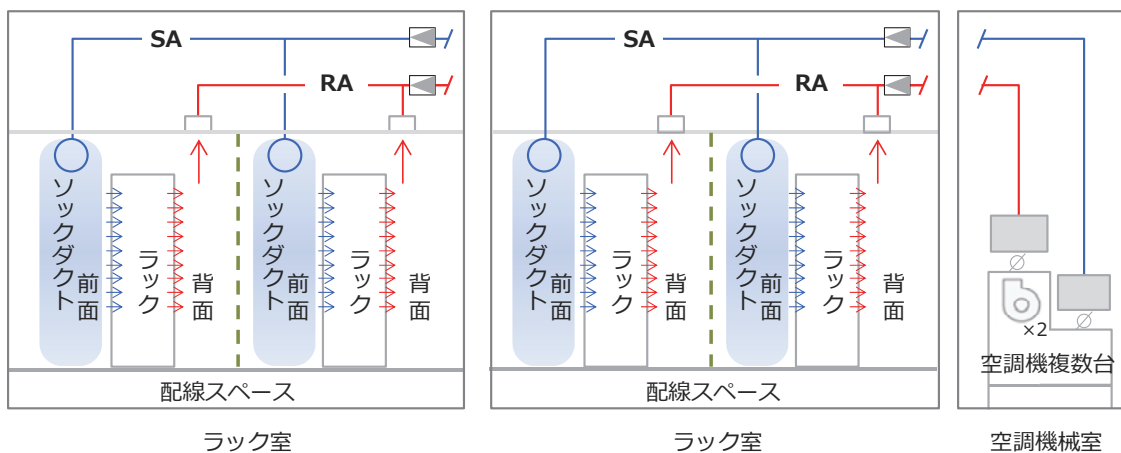 SA
RA
ソックダクト
前面
ラック
背面
ソックダクト
前面
ラック
背面
配線スペース
ラック室
SA
RA
ソックダクト
前面
ラック
背面
ソックダクト
前面
ラック
背面
配線スペース
ラック室
×2
空調機複数台
空調機械室